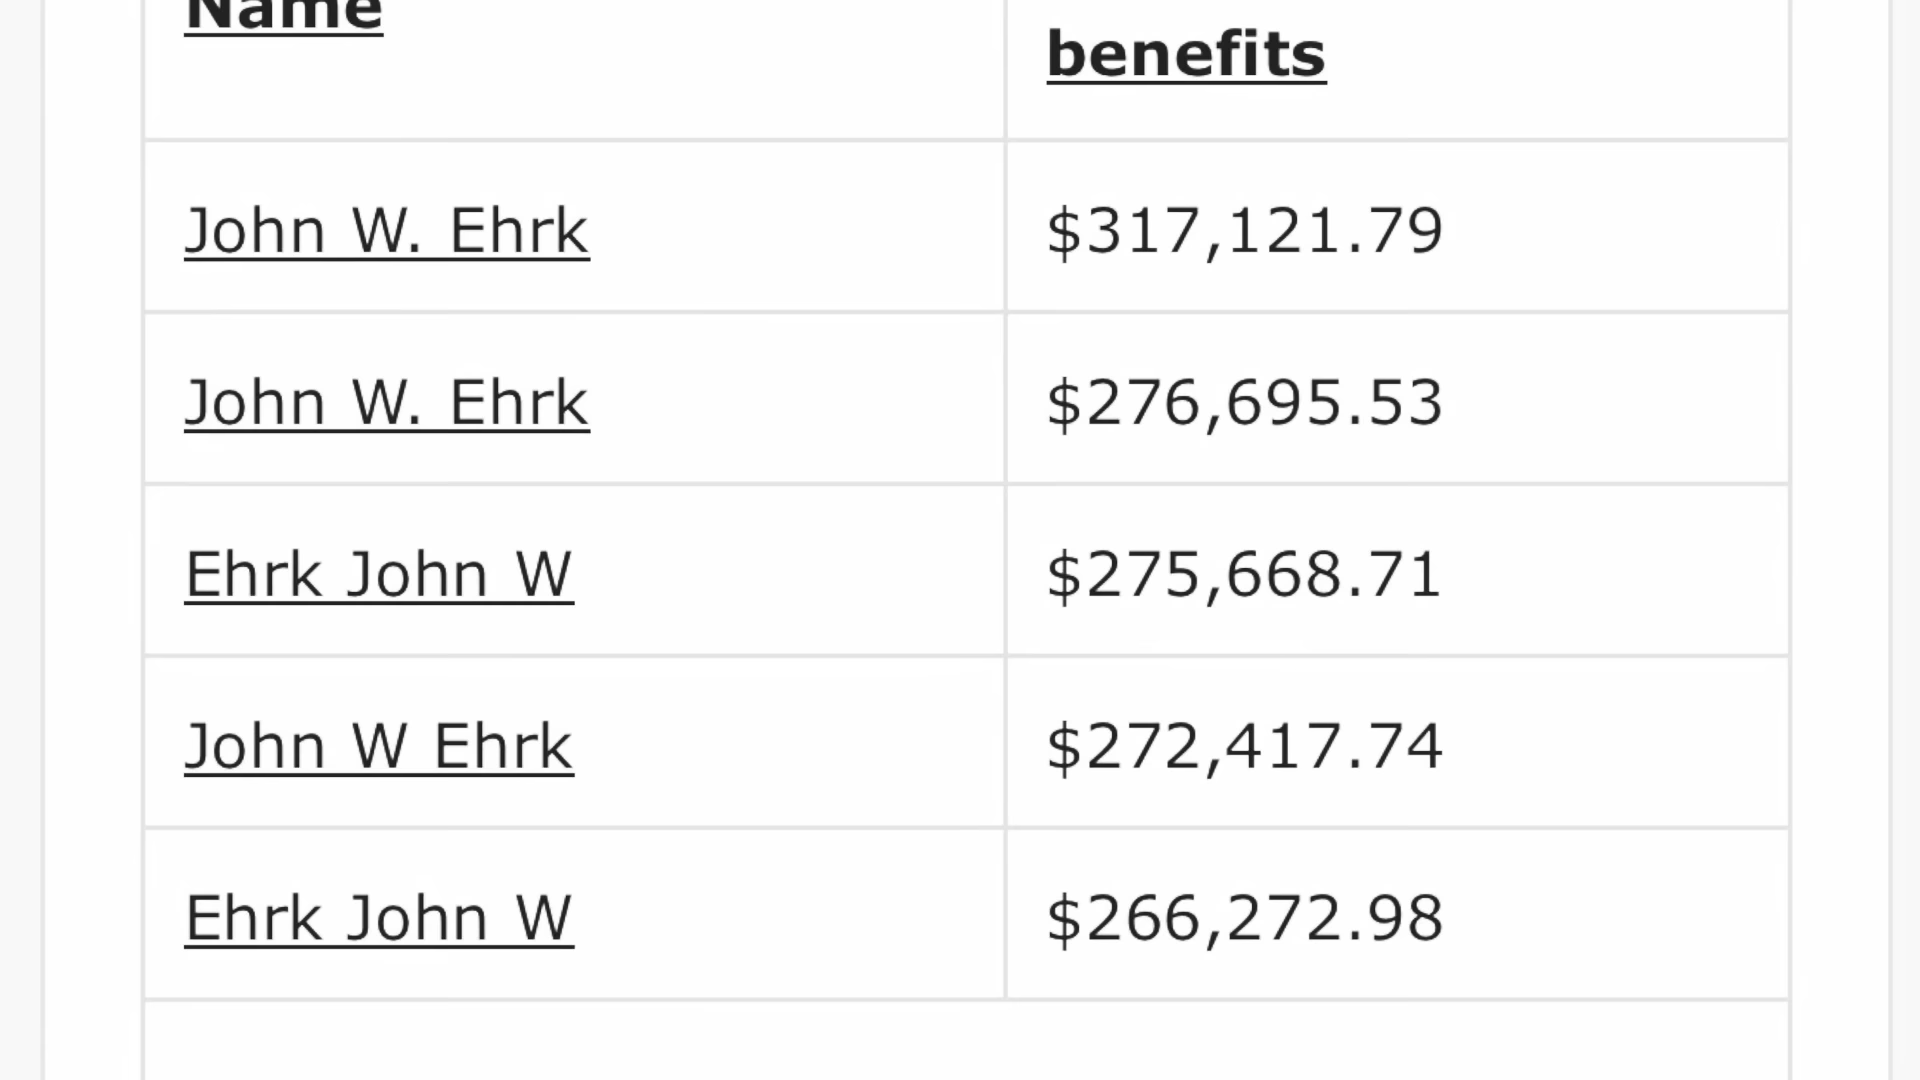 Name
benefits
John W. Ehrk $317,121.79
John W. Ehrk $276,695.53
Ehrk John W $275,668.71
John W Ehrk $272,417.74
Ehrk John W $266,272.98